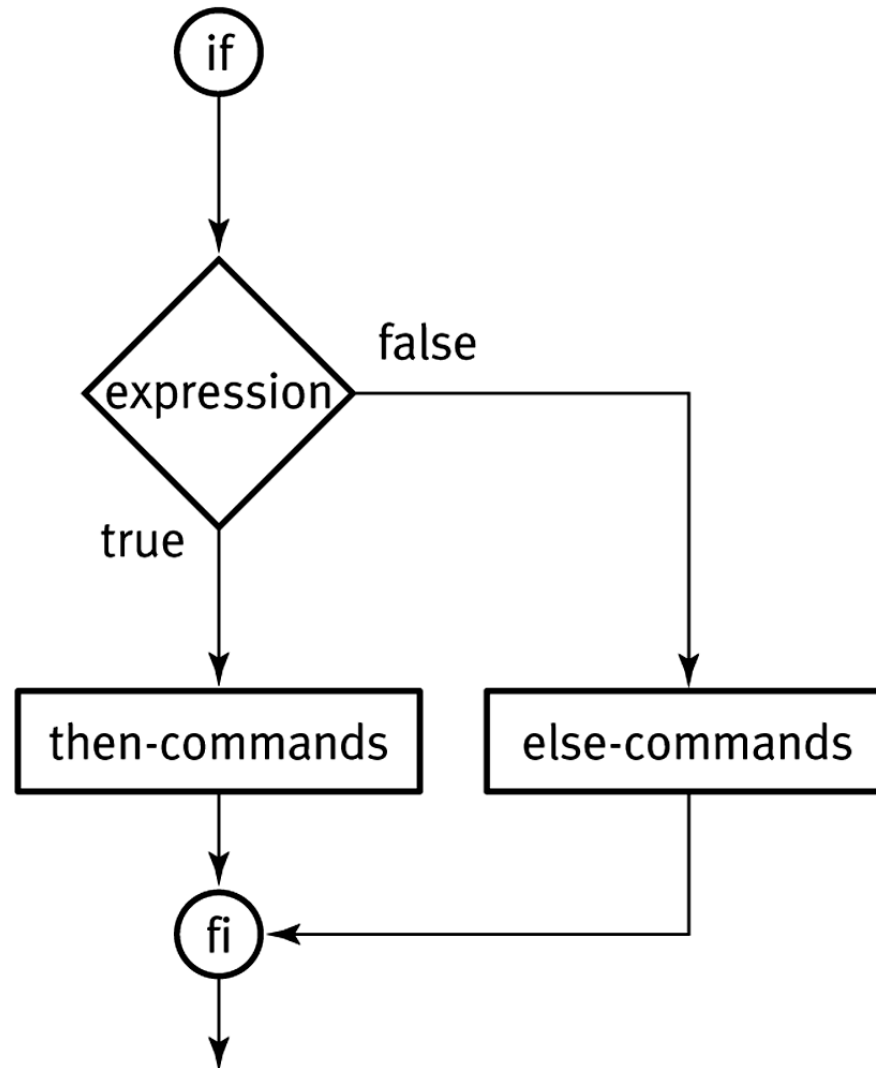 if
false
expression
true
then-commands
else-commands
fi